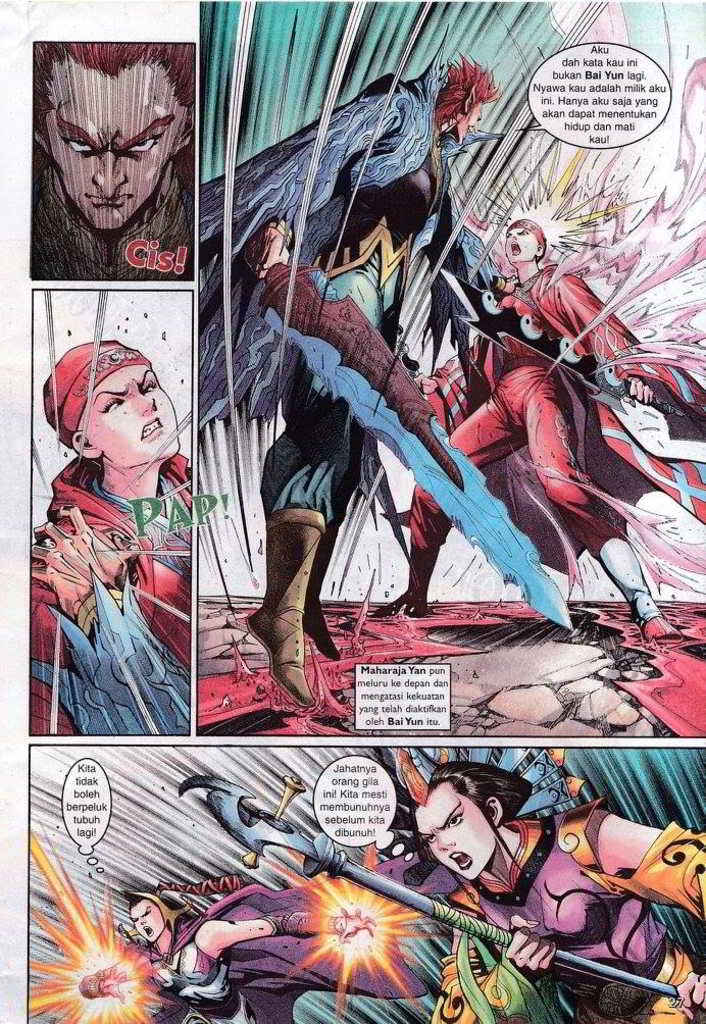 Cis!
Aku
dah kata kau ini
bukan Bai Yun lagi.
Nyawa kau adalah milik aku
ini. Hanya aku saja yang
akan dapat menentukan
hidup dan mati
kau!
PAP!
Maharaja Yan pun
meluru ke depan dan
mengatasi kekuatan
yang telah diaktifkan
oleh Bai Yun itu.
Kita
tidak
boleh
berpeluk
tubuh
lagi!
Jahatnya
orang gila
ini! Kita mesti
membunuhnya
sebelum kita
dibunuh!
27